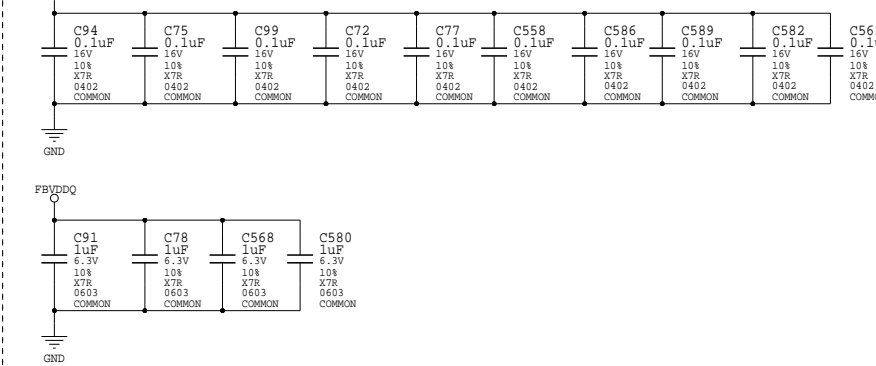 C94 C75 C99 C72 C77 C558 C586 C589 C582 C56
0.1uF 0.1uF 0.1uF 0.1uF 0.1uF 0.1uF 0.1uF 0.1uF 0.1uF 0.1u
16V 16V 16V 16V 16V 16V 16V 16V 16V 16V
10% 10% 10% 10% 10% 10% 10% 10% 10% 10%
X7R X7R X7R X7R X7R X7R X7R X7R X7R X7R
0402 0402 0402 0402 0402 0402 0402 0402 0402 0402
COMMON COMMON COMMON COMMON COMMON COMMON COMMON COMMON COMMON
GND
FBVDDQ
C91 C78 C568 C580
1uF 1uF 1uF 1uF
6.3V 6.3V 6.3V 6.3V
10% 10% 10% 10%
X7R X7R X7R X7R
0603 0603 0603 0603
COMMON COMMON COMMON COMMON
GND